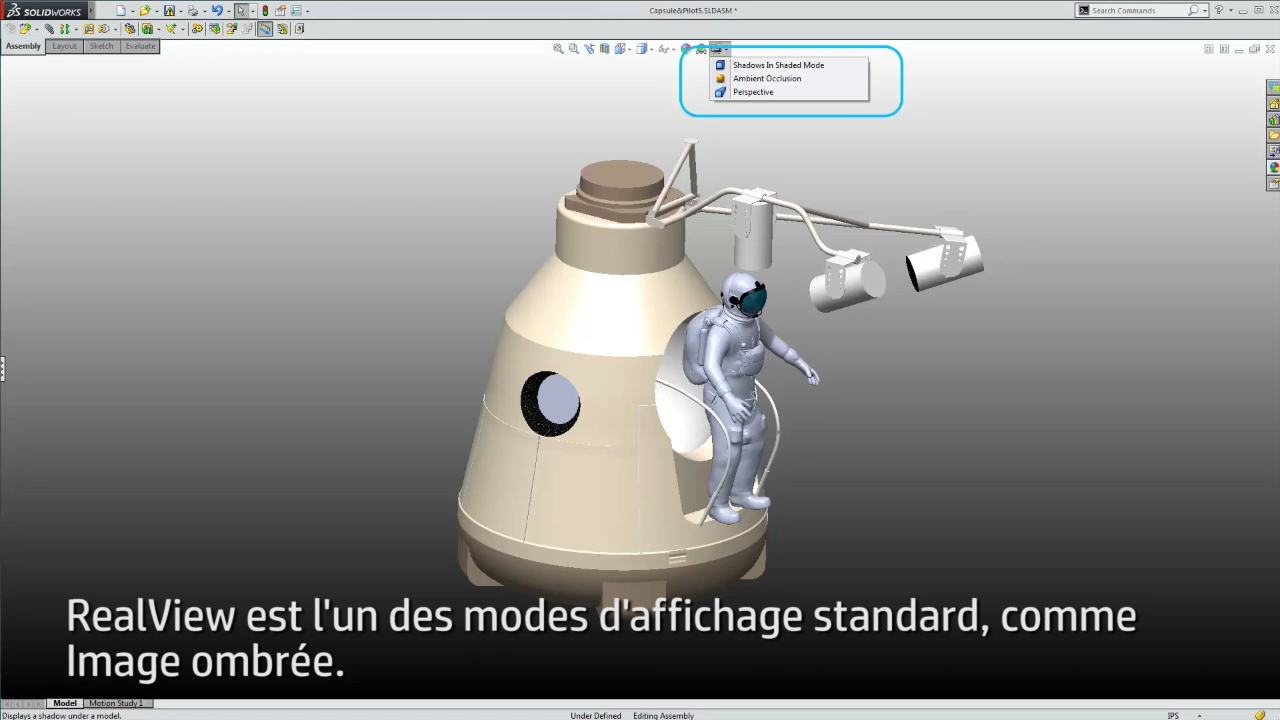 SOLIDWORKS
Capsule&Pilot5.SLDASM *
Search Commands
Assembly
Layout
Sketch
Evaluate
Shadows In Shaded Mode
Ambient Occlusion
Perspective
RealView est l'un des modes d'affichage standard, comme
Image ombrée.
Model
Motion Study 1
Displays a shadow under a model.
Under Defined
Editing Assembly
IPS